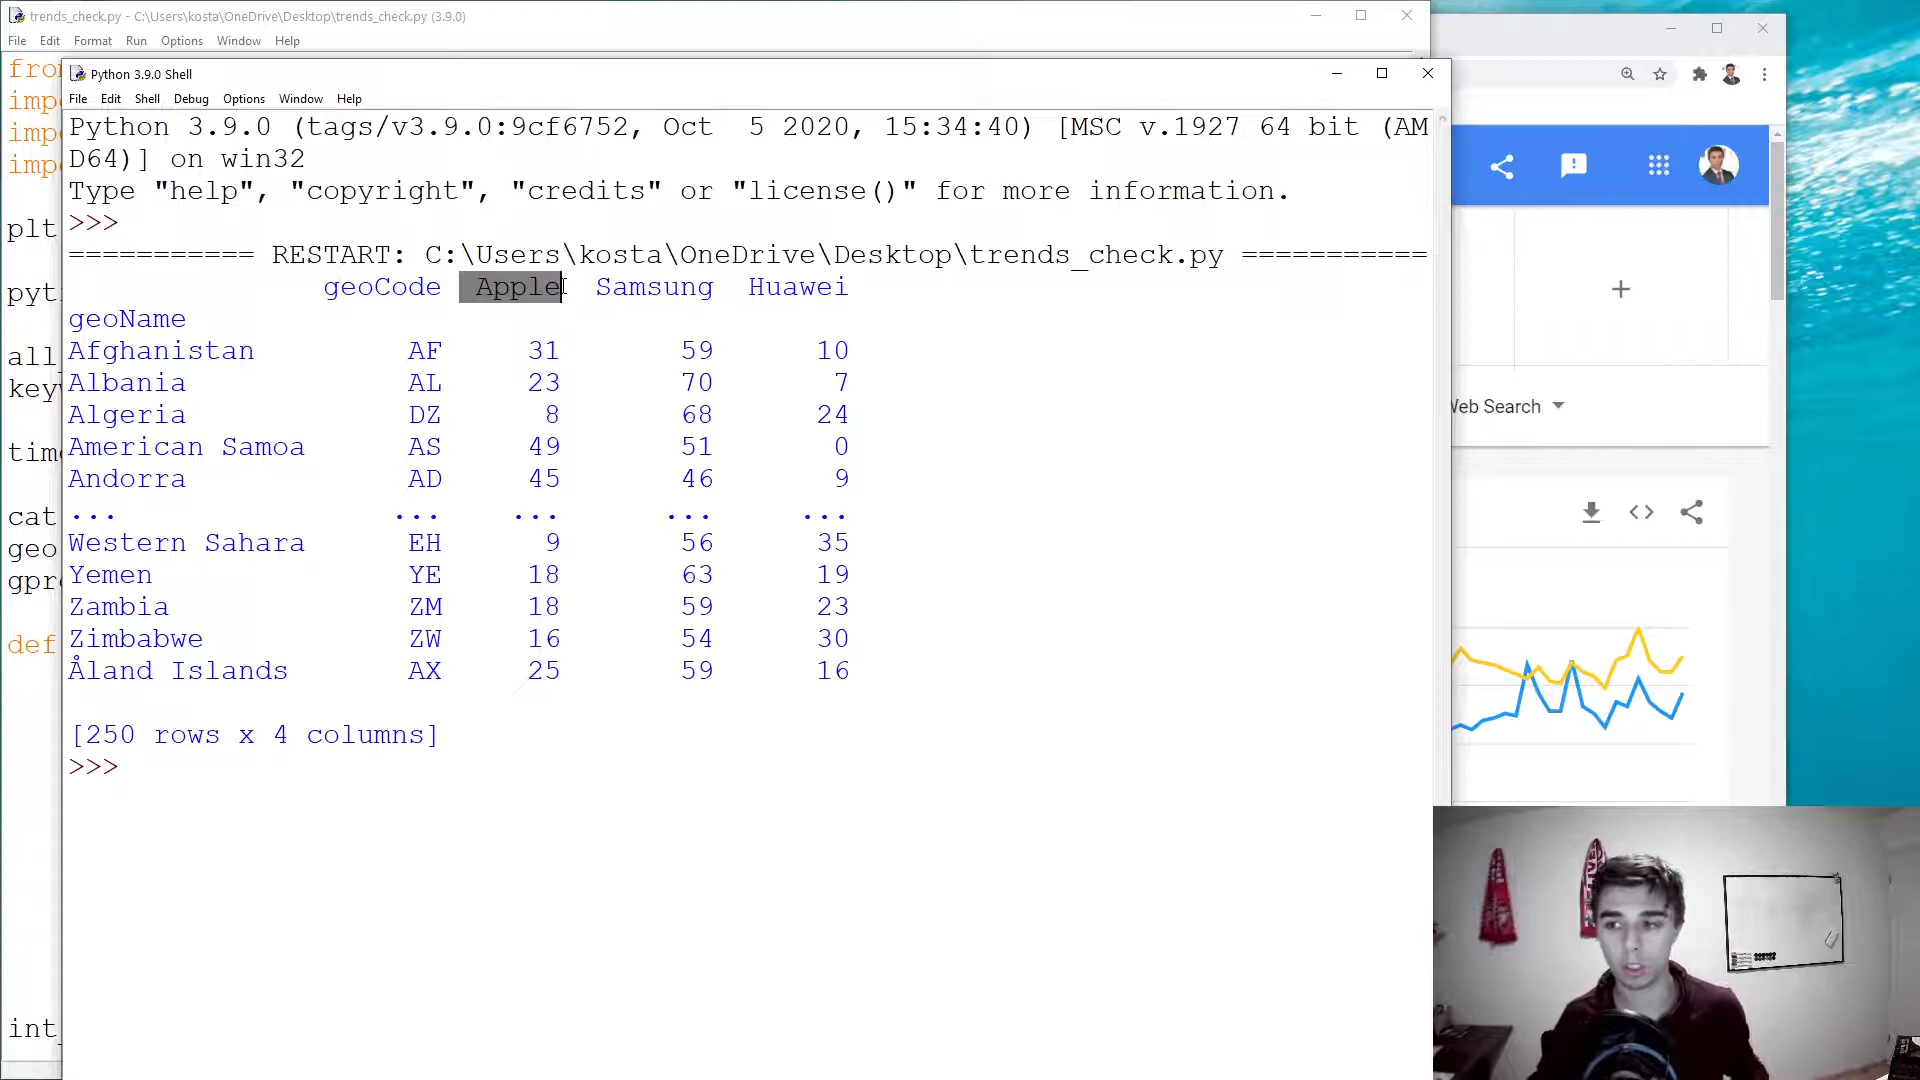 trends_check.py - C:\Users\kosta\OneDrive\Desktop\trends_check.py (3.9.0)
File Edit Format Run Options Window Help
Python 3.9.0 Shell
File Edit Shell Debug Options Window Help
Python 3.9.0 (tags/v3.9.0:9cf6752, Oct  5 2020, 15:34:40) [MSC v.1927 64 bit (AM
D64)] on win32
Type "help", "copyright", "credits" or "license()" for more information.
>>>
=========== RESTART: C:\Users\kosta\OneDrive\Desktop\trends_check.py ===========
geoCode Apple Samsung Huawei
geoName
Afghanistan AF 31 59 10
Albania AL 23 70 7
Algeria DZ 8 68 24
American Samoa AS 49 51 0
Andorra AD 45 46 9
... ... ... ... ...
Western Sahara EH 9 56 35
Yemen YE 18 63 19
Zambia ZM 18 59 23
Zimbabwe ZW 16 54 30
Åland Islands AX 25 59 16
[250 rows x 4 columns]
>>>
plt
all
cat
geo
def
int_
Web Search